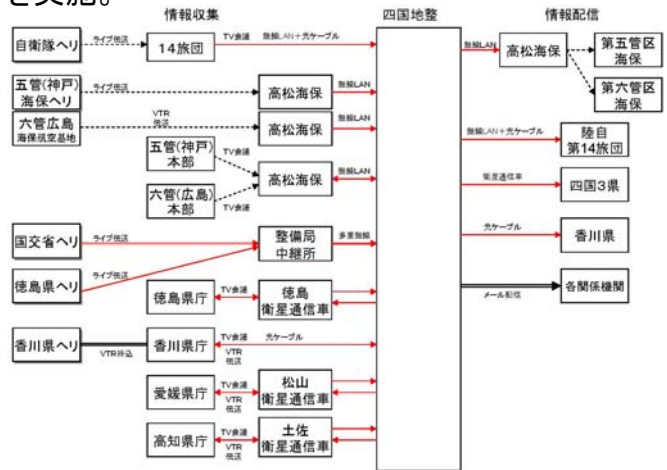 を実施。
情報収集
四国地整
情報配信
自衛隊ヘリ
ライブ伝送
14旅団
TV会議
無線LAN+光ケーブル
五管(神戸)
海保ヘリ
ライブ伝送
高松海保
無線LAN
六管広島
海保航空基地
VTR
伝送
高松海保
無線LAN
五管(神戸)
本部
TV会議
六管(広島)
本部
TV会議
高松海保
無線LAN
国交省ヘリ
ライブ伝送
徳島県ヘリ
ライブ伝送
整備局
中継所
多重無線
徳島県庁
TV会議
徳島
衛星通信車
香川県ヘリ
VTR持込
香川県庁
TV会議
光ケーブル
VTR
伝送
愛媛県庁
TV会議
VTR
伝送
松山
衛星通信車
高知県庁
TV会議
VTR
伝送
土佐
衛星通信車
無線LAN
高松海保
第五管区
海保
第六管区
海保
無線LAN+光ケーブル
陸自
第14旅団
衛星通信車
四国3県
光ケーブル
香川県
メール配信
各関係機関